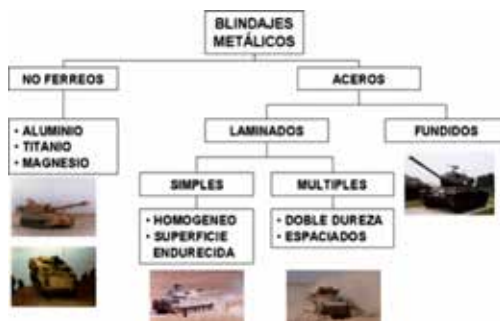 BLINDAJES
METÁLICOS
NO FERREOS
ACEROS
• ALUMINIO
• TITANIO
• MAGNESIO
LAMINADOS
FUNDIDOS
SIMPLES
MULTIPLES
• HOMOGENEO
• SUPERFICIE
ENDURECIDA
• DOBLE DUREZA
• ESPACIADOS